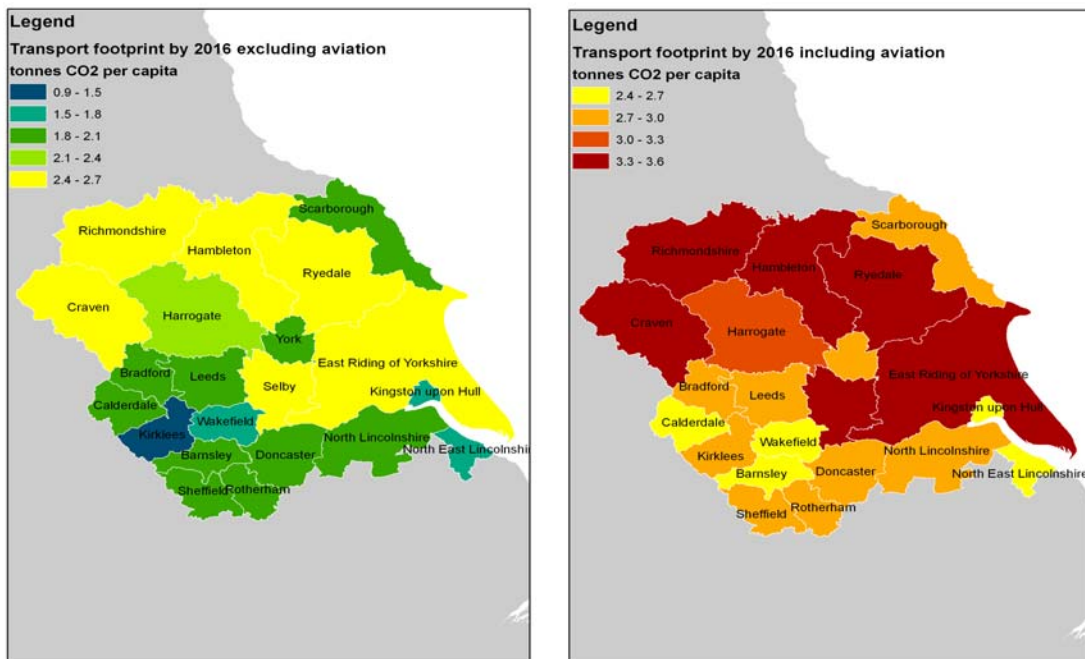 Legend
Transport footprint by 2016 excluding aviation
tonnes CO2 per capita
0.9 - 1.5
1.5 - 1.8
1.8 - 2.1
2.1 - 2.4
2.4 - 2.7
Scarborough
Richmondshire
Hambleton
Ryedale
Craven
Harrogate
York
East Riding of Yorkshire
Bradford
Leeds
Selby
Kingston upon Hull
Calderdale
Wakefield
Kirklees
North Lincolnshire
North East Lincolnshire
Barnsley
Doncaster
Sheffield
Rotherham
Legend
Transport footprint by 2016 including aviation
tonnes CO2 per capita
2.4 - 2.7
2.7 - 3.0
3.0 - 3.3
3.3 - 3.6
Scarborough
Richmondshire
Hambleton
Ryedale
Craven
Harrogate
East Riding of Yorkshire
Bradford
Leeds
Kingston upon Hull
Calderdale
Wakefield
Kirklees
North Lincolnshire
Barnsley
Doncaster
North East Lincolnshire
Sheffield
Rotherham